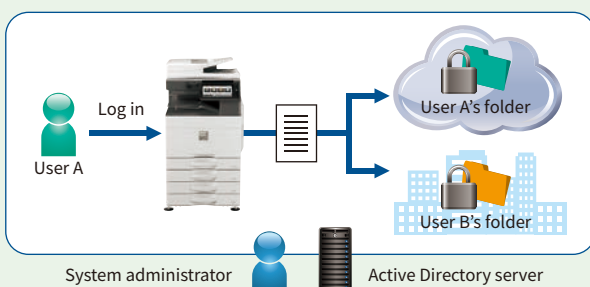 User A's folder
Log in
User A
User B's folder
System administrator
Active Directory server